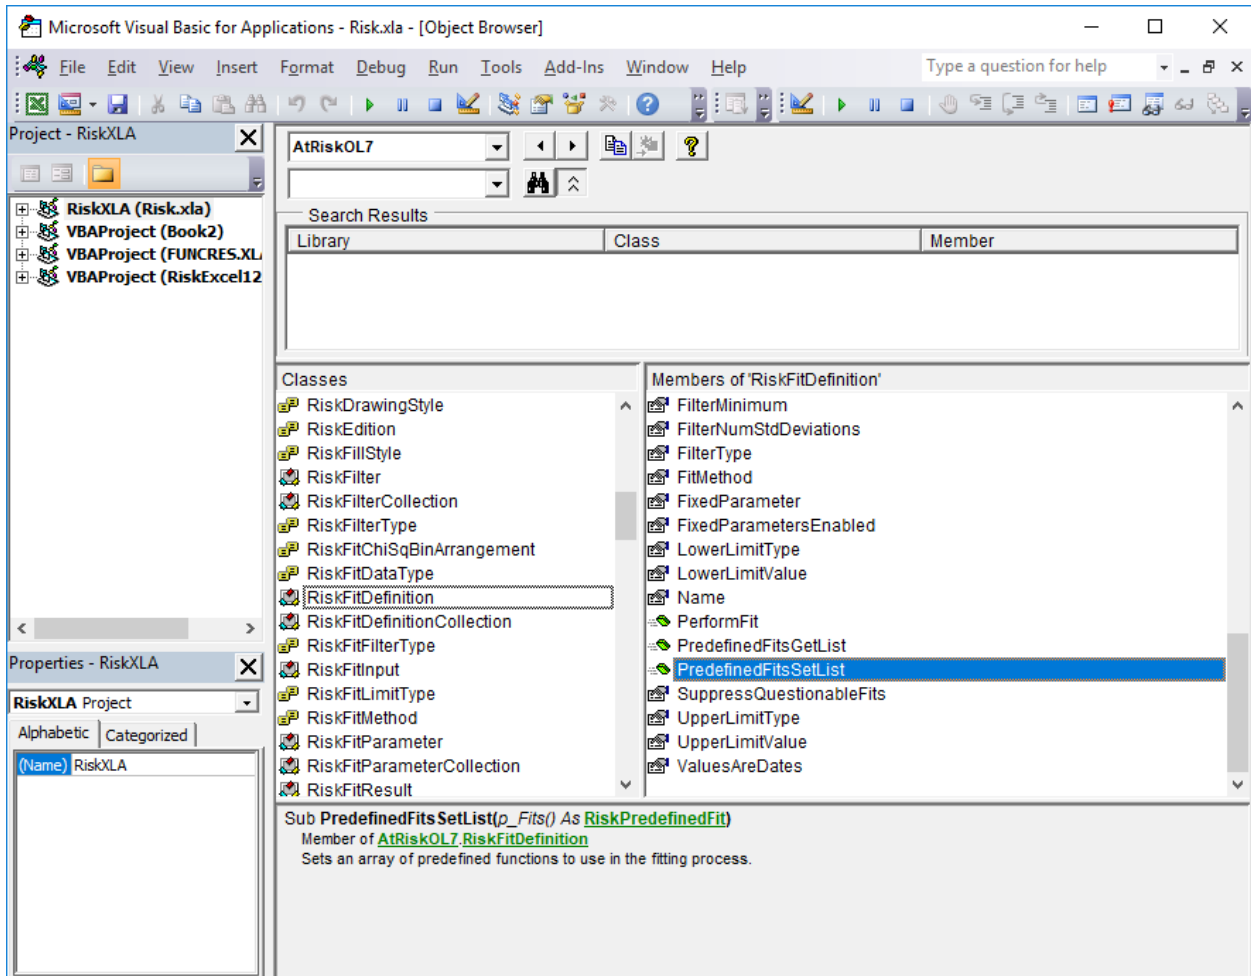 Microsoft Visual Basic for Applications - Risk.xla - [Object Browser]
File Edit View Insert Format Debug Run Tools Add-Ins Window Help Type a question for help
Project - RiskXLA
RiskXLA (Risk.xla)
VBAProject (Book2)
VBAProject (FUNCRES.XL
VBAProject (RiskExcel12
Properties - RiskXLA
RiskXLA Project
Alphabetic Categorized
(Name) RiskXLA
AtRiskOL7
Search Results
Library Class Member
Classes
RiskDrawingStyle
RiskEdition
RiskFillStyle
RiskFilter
RiskFilterCollection
RiskFilterType
RiskFitChiSqBinArrangement
RiskFitDataType
RiskFitDefinition
RiskFitDefinitionCollection
RiskFitFilterType
RiskFitInput
RiskFitLimitType
RiskFitMethod
RiskFitParameter
RiskFitParameterCollection
RiskFitResult
Members of 'RiskFitDefinition'
FilterMinimum
FilterNumStdDeviations
FilterType
FitMethod
FixedParameter
FixedParametersEnabled
LowerLimitType
LowerLimitValue
Name
PerformFit
PredefinedFitsGetList
PredefinedFitsSetList
SuppressQuestionableFits
UpperLimitType
UpperLimitValue
ValuesAreDates
Sub PredefinedFitsSetList(p_Fits() As RiskPredefinedFit)
Member of AtRiskOL7.RiskFitDefinition
Sets an array of predefined functions to use in the fitting process.